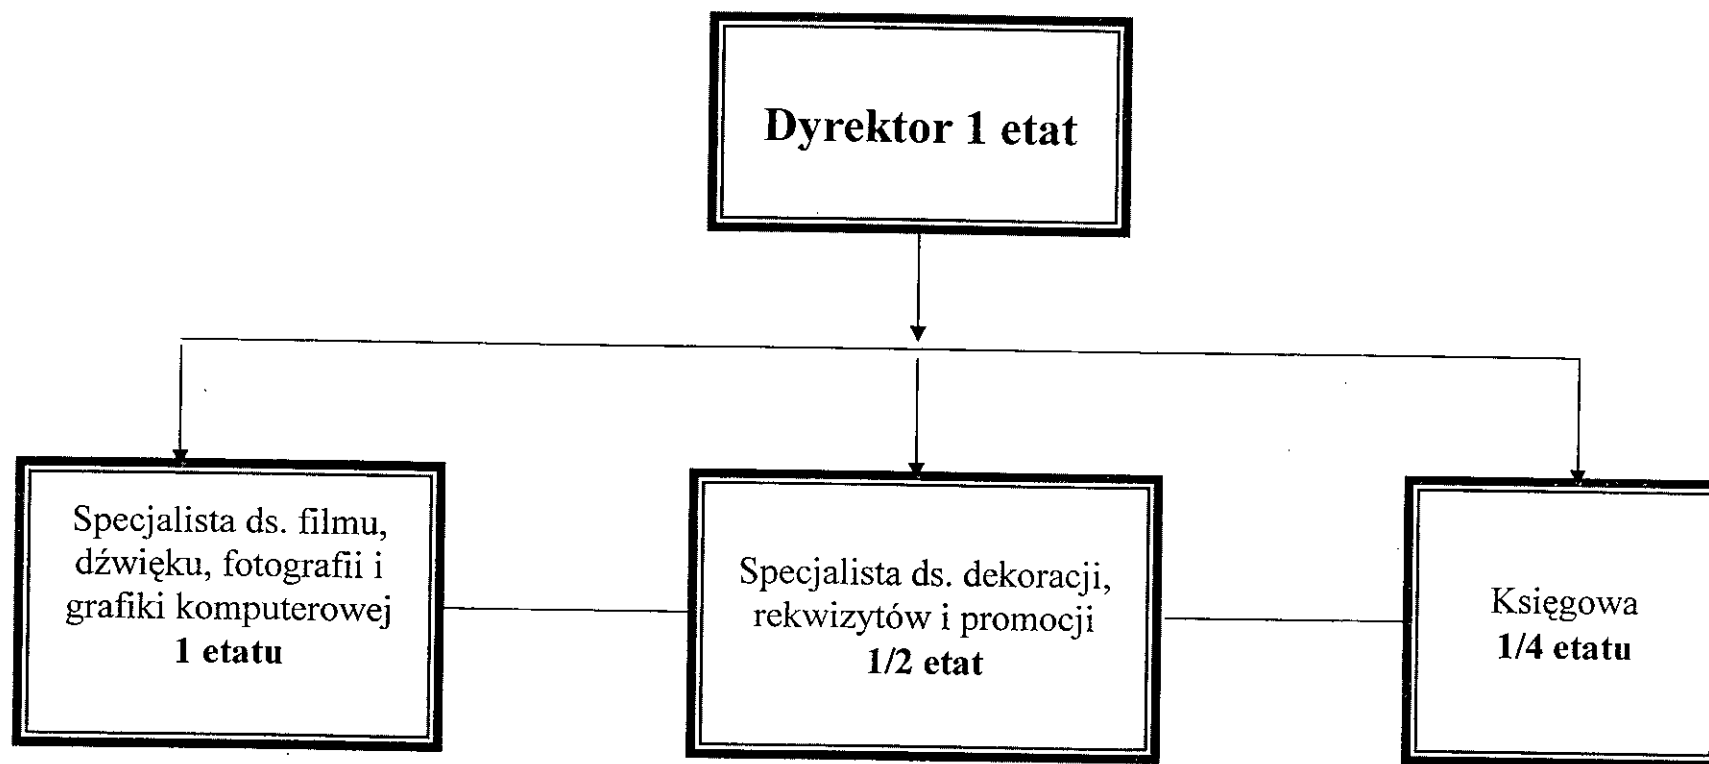 Dyrektor 1 etat
Specjalista ds. filmu,
dźwięku, fotografii i
grafiki komputerowej
1 etatu
Specjalista ds. dekoracji,
rekwizytów i promocji
1/2 etat
Księgowa
1/4 etatu